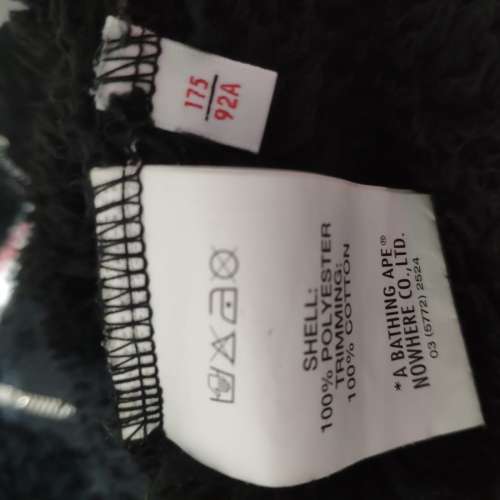 175
92A
SHELL:
100% POLYESTER
TRIMMING:
100% COTTON
* A BATHING APE®
NOWHERE CO.,LTD.
03 (5772) 2524